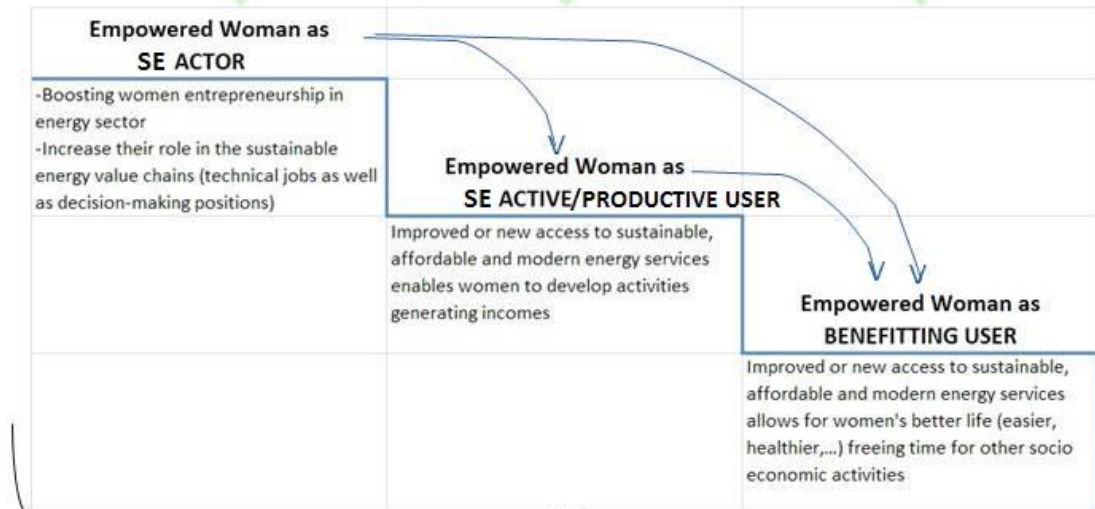 Empowered Woman as
SE ACTOR
-Boosting women entrepreneurship in
energy sector
-Increase their role in the sustainable
energy value chains (technical jobs as well
as decision-making positions)
Empowered Woman as
SE ACTIVE/PRODUCTIVE USER
Improved or new access to sustainable,
affordable and modern energy services
enables women to develop activities
generating incomes
Empowered Woman as
BENEFITTING USER
Improved or new access to sustainable,
affordable and modern energy services
allows for women's better life (easier,
healthier,...) freeing time for other socio
economic activities